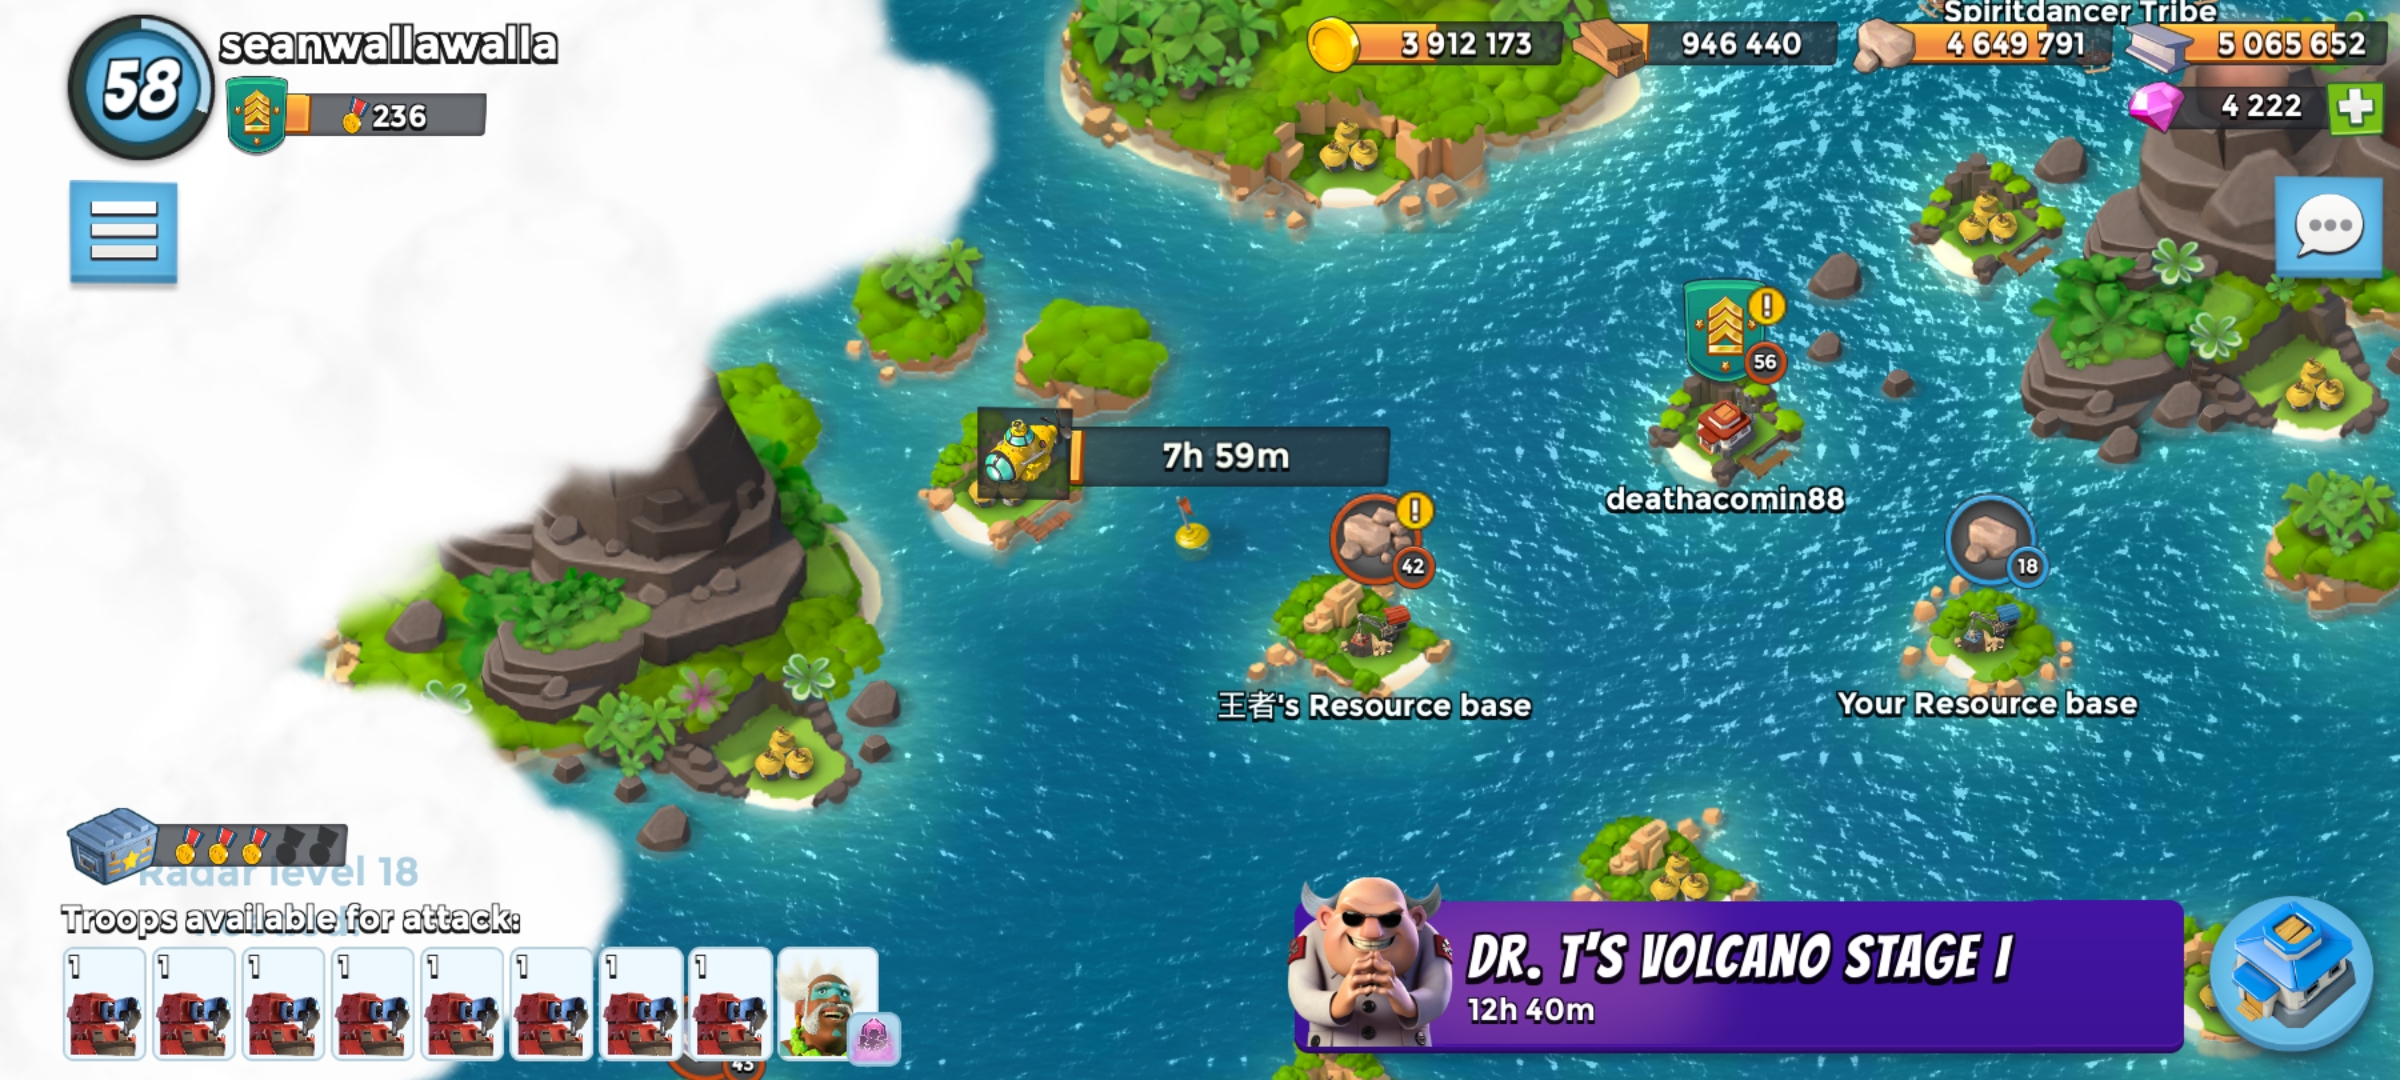 Spiritdancer Tribe
58
seanwallawalla
236
3 912 173
946 440
4 649 791
5 065 652
4 222
!
56
deathacomin88
7h 59m
!
42
王者's Resource base
18
Your Resource base
Radar level 18
Troops available for attack:
1
1
1
1
1
1
1
1
DR. T'S VOLCANO STAGE I
12h 40m
43